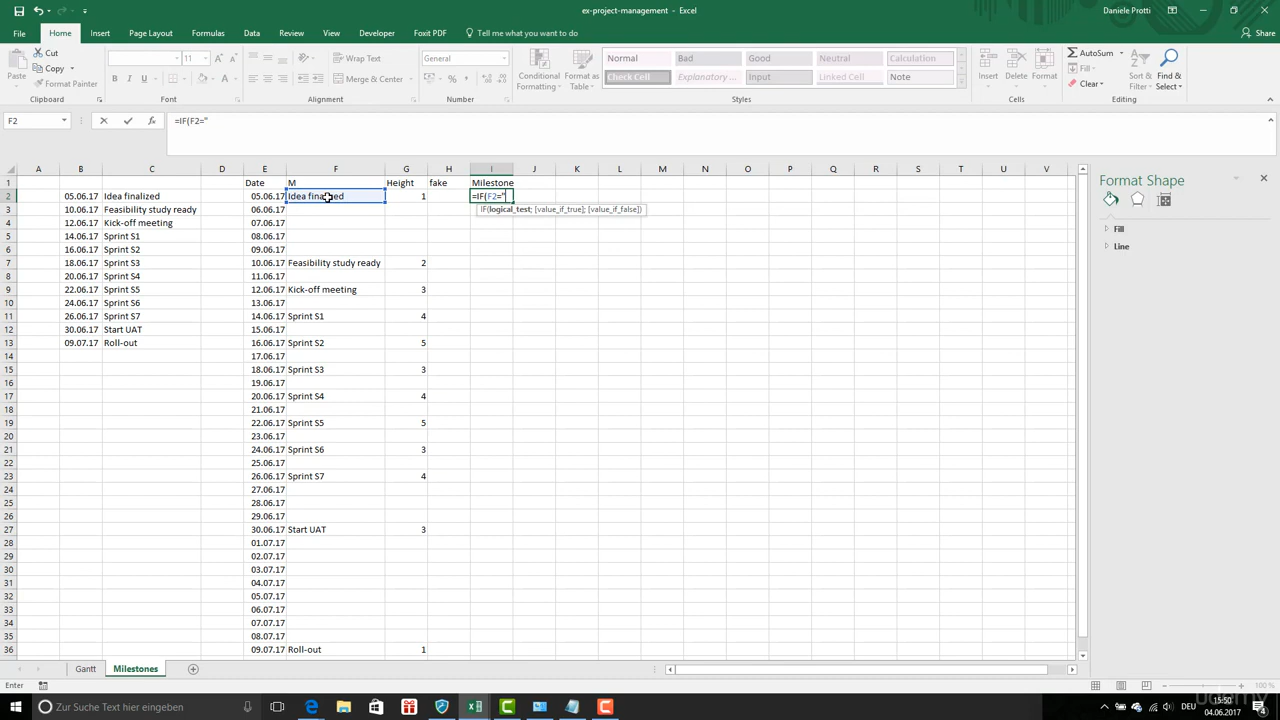 ex-project-management - Excel
Daniele Protti
File Home Insert Page Layout Formulas Data Review View Developer PDF Foxit PDF Tell me what you want to do Share
Paste
Cut
Copy
Format Painter
Clipboard
11
Font
Wrap Text
Merge & Center
Alignment
General
Number
Conditional Formatting
Format as Table
Normal Bad Good Neutral Calculation
Check Cell Explanatory ... Input Linked Cell Note
Styles
Insert Delete Format
Cells
AutoSum
Fill
Clear
Sort & Filter
Find & Select
Editing
F2 =IF(F2="
A B C D E F G H I J K L M N O P Q R S T U V
1 Date M Height fake Milestone
2 05.06.17 Idea finalized 05.06.17 Idea finalized 1 =IF(F2="
IF(logical_test; [value_if_true]; [value_if_false])
3 10.06.17 Feasibility study ready 06.06.17
4 12.06.17 Kick-off meeting 07.06.17
5 14.06.17 Sprint S1 08.06.17
6 16.06.17 Sprint S2 09.06.17
7 18.06.17 Sprint S3 10.06.17 Feasibility study ready 2
8 20.06.17 Sprint S4 11.06.17
9 22.06.17 Sprint S5 12.06.17 Kick-off meeting 3
10 24.06.17 Sprint S6 13.06.17
11 26.06.17 Sprint S7 14.06.17 Sprint S1 4
12 30.06.17 Start UAT 15.06.17
13 09.07.17 Roll-out 16.06.17 Sprint S2 5
14 17.06.17
15 18.06.17 Sprint S3 3
16 19.06.17
17 20.06.17 Sprint S4 4
18 21.06.17
19 22.06.17 Sprint S5 5
20 23.06.17
21 24.06.17 Sprint S6 3
22 25.06.17
23 26.06.17 Sprint S7 4
24 27.06.17
25 28.06.17
26 29.06.17
27 30.06.17 Start UAT 3
28 01.07.17
29 02.07.17
30 03.07.17
31 04.07.17
32 05.07.17
33 06.07.17
34 07.07.17
35 08.07.17
36 09.07.17 Roll-out 1
Format Shape
Fill
Line
Gantt Milestones
Enter
100 %
Zur Suche hier eingeben
DEU
15:50
04.06.2017
udemy